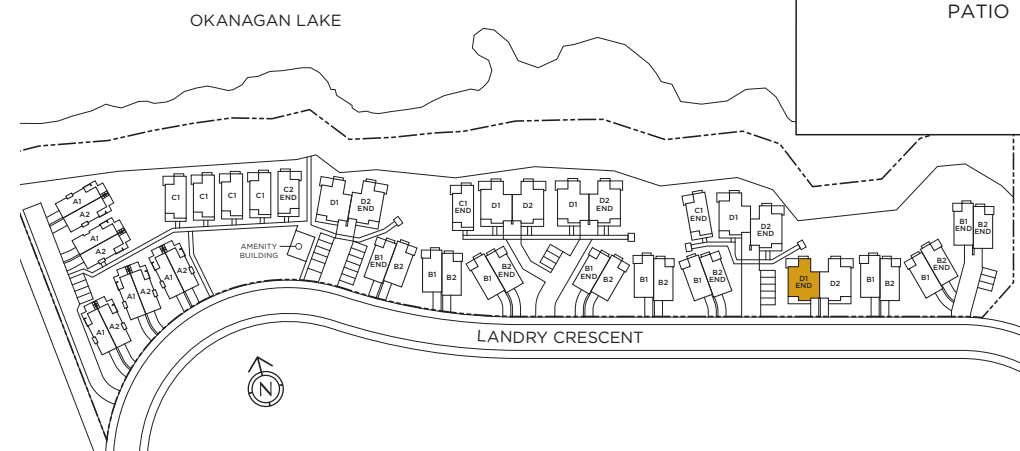 OKANAGAN LAKE
PATIO
A1
A2
A1
A2
A1
A2
A1
A2
A1
A2
C1
C1
C1
C1
C2
END
D1
D2
END
AMENITY
BUILDING
B1
END
B2
B1
B2
C1
END
D1
D2
D1
D2
END
B1
B2
END
B1
END
B2
B1
B2
C1
END
D1
D2
END
B1
B2
END
D1
END
D2
B1
B2
B1
B2
END
B1
END
B2
END
LANDRY CRESCENT
N